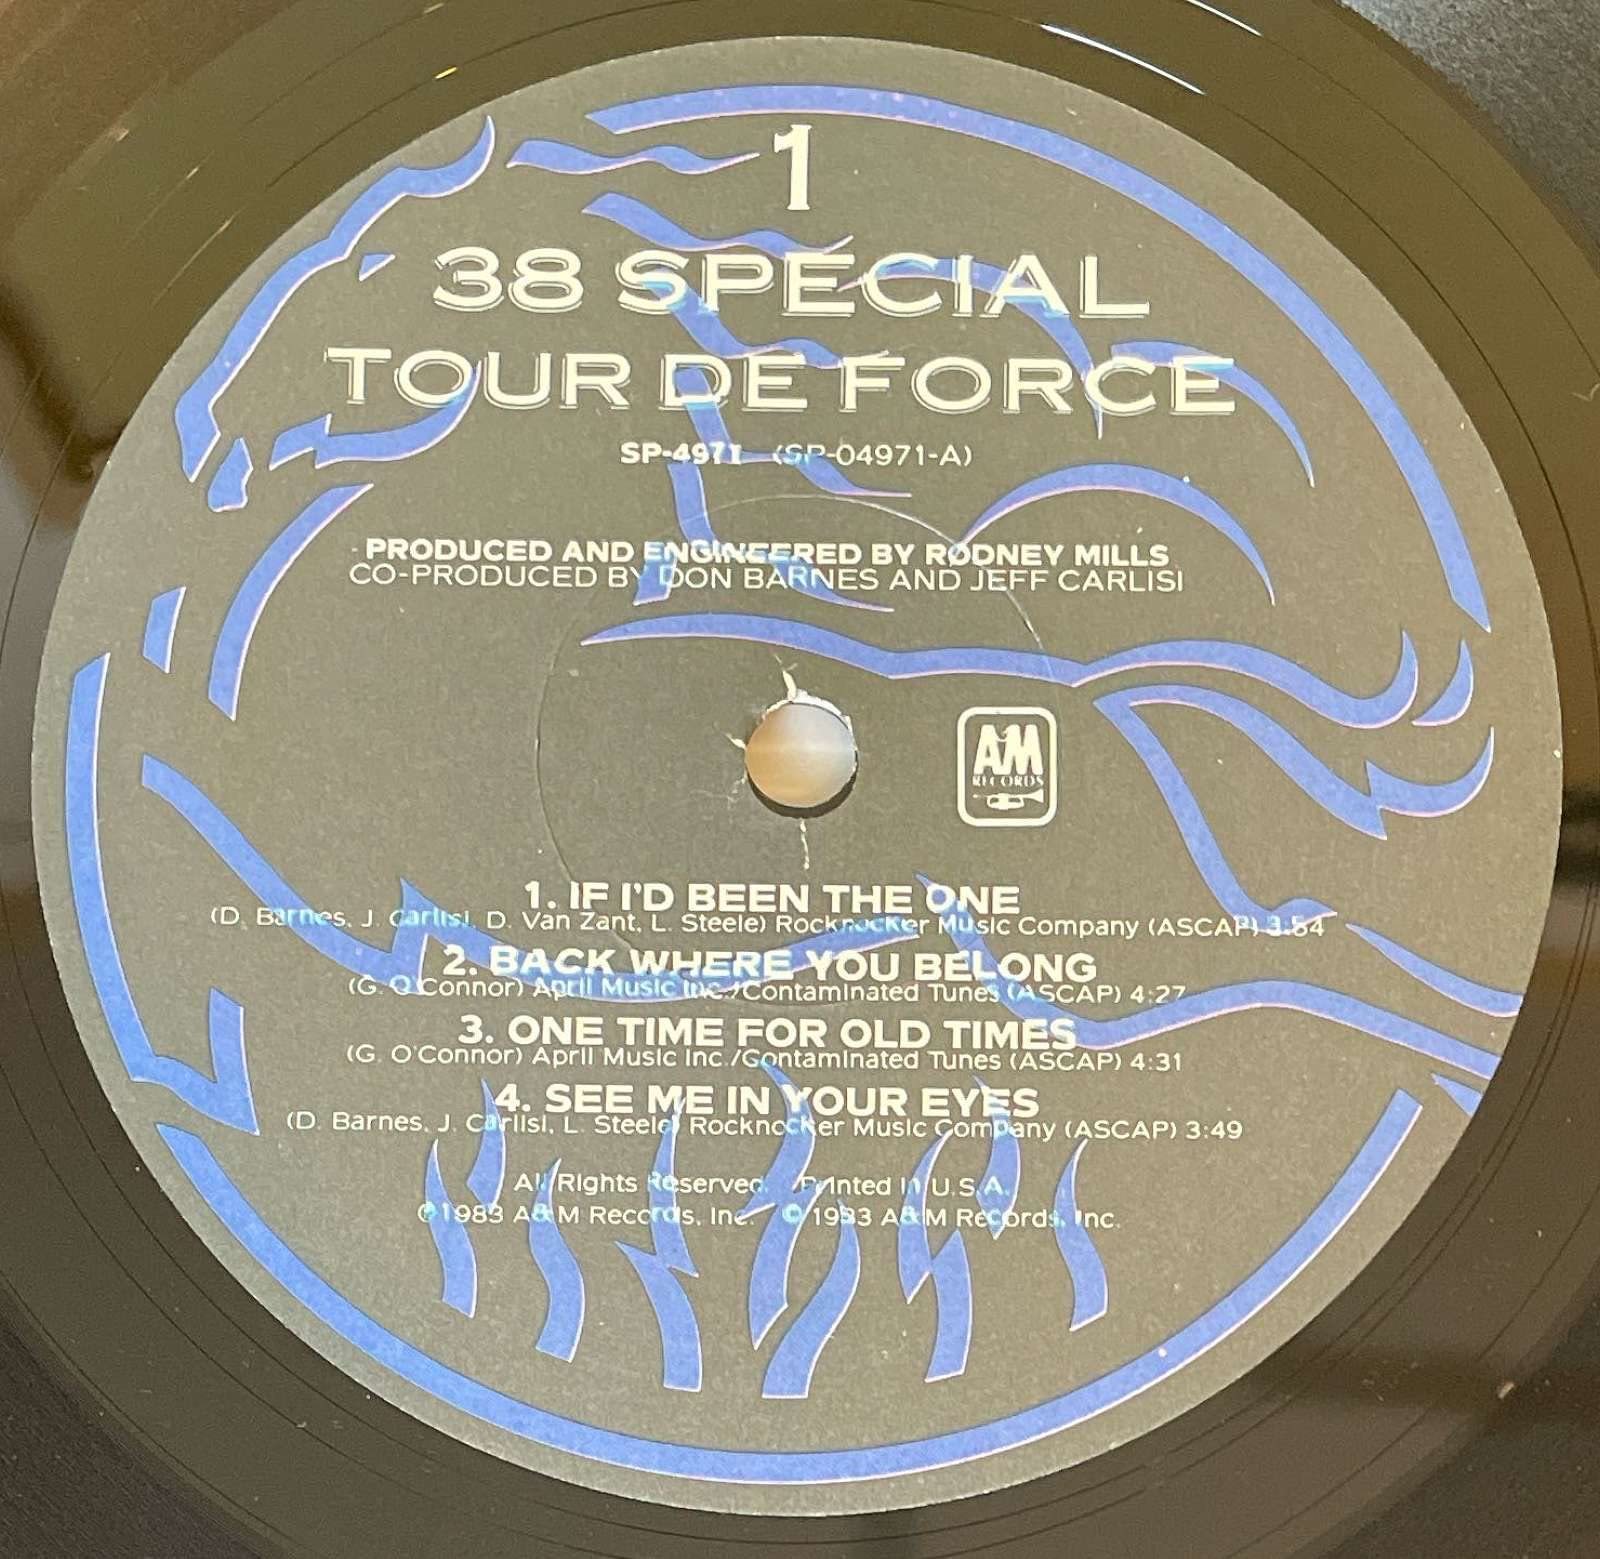 1
38 SPECIAL
TOUR DE FORCE
SP-4971 (SP-04971-A)
PRODUCED AND ENGINEERED BY RODNEY MILLS
CO-PRODUCED BY DON BARNES AND JEFF CARLISI
A&M
RECORDS
1. IF I'D BEEN THE ONE
(D. Barnes, J. Carlisi, D. Van Zant, L. Steele) Rocknocker Music Company (ASCAP) 3:54
2. BACK WHERE YOU BELONG
(G. O'Connor) April Music Inc./Contaminated Tunes (ASCAP) 4:27
3. ONE TIME FOR OLD TIMES
(G. O'Connor) April Music Inc./Contaminated Tunes (ASCAP) 4:31
4. SEE ME IN YOUR EYES
(D. Barnes, J. Carlisi, L. Steele) Rocknocker Music Company (ASCAP) 3:49
All Rights Reserved. Printed in U.S.A.
℗ 1983 A&M Records, Inc. © 1983 A&M Records, Inc.